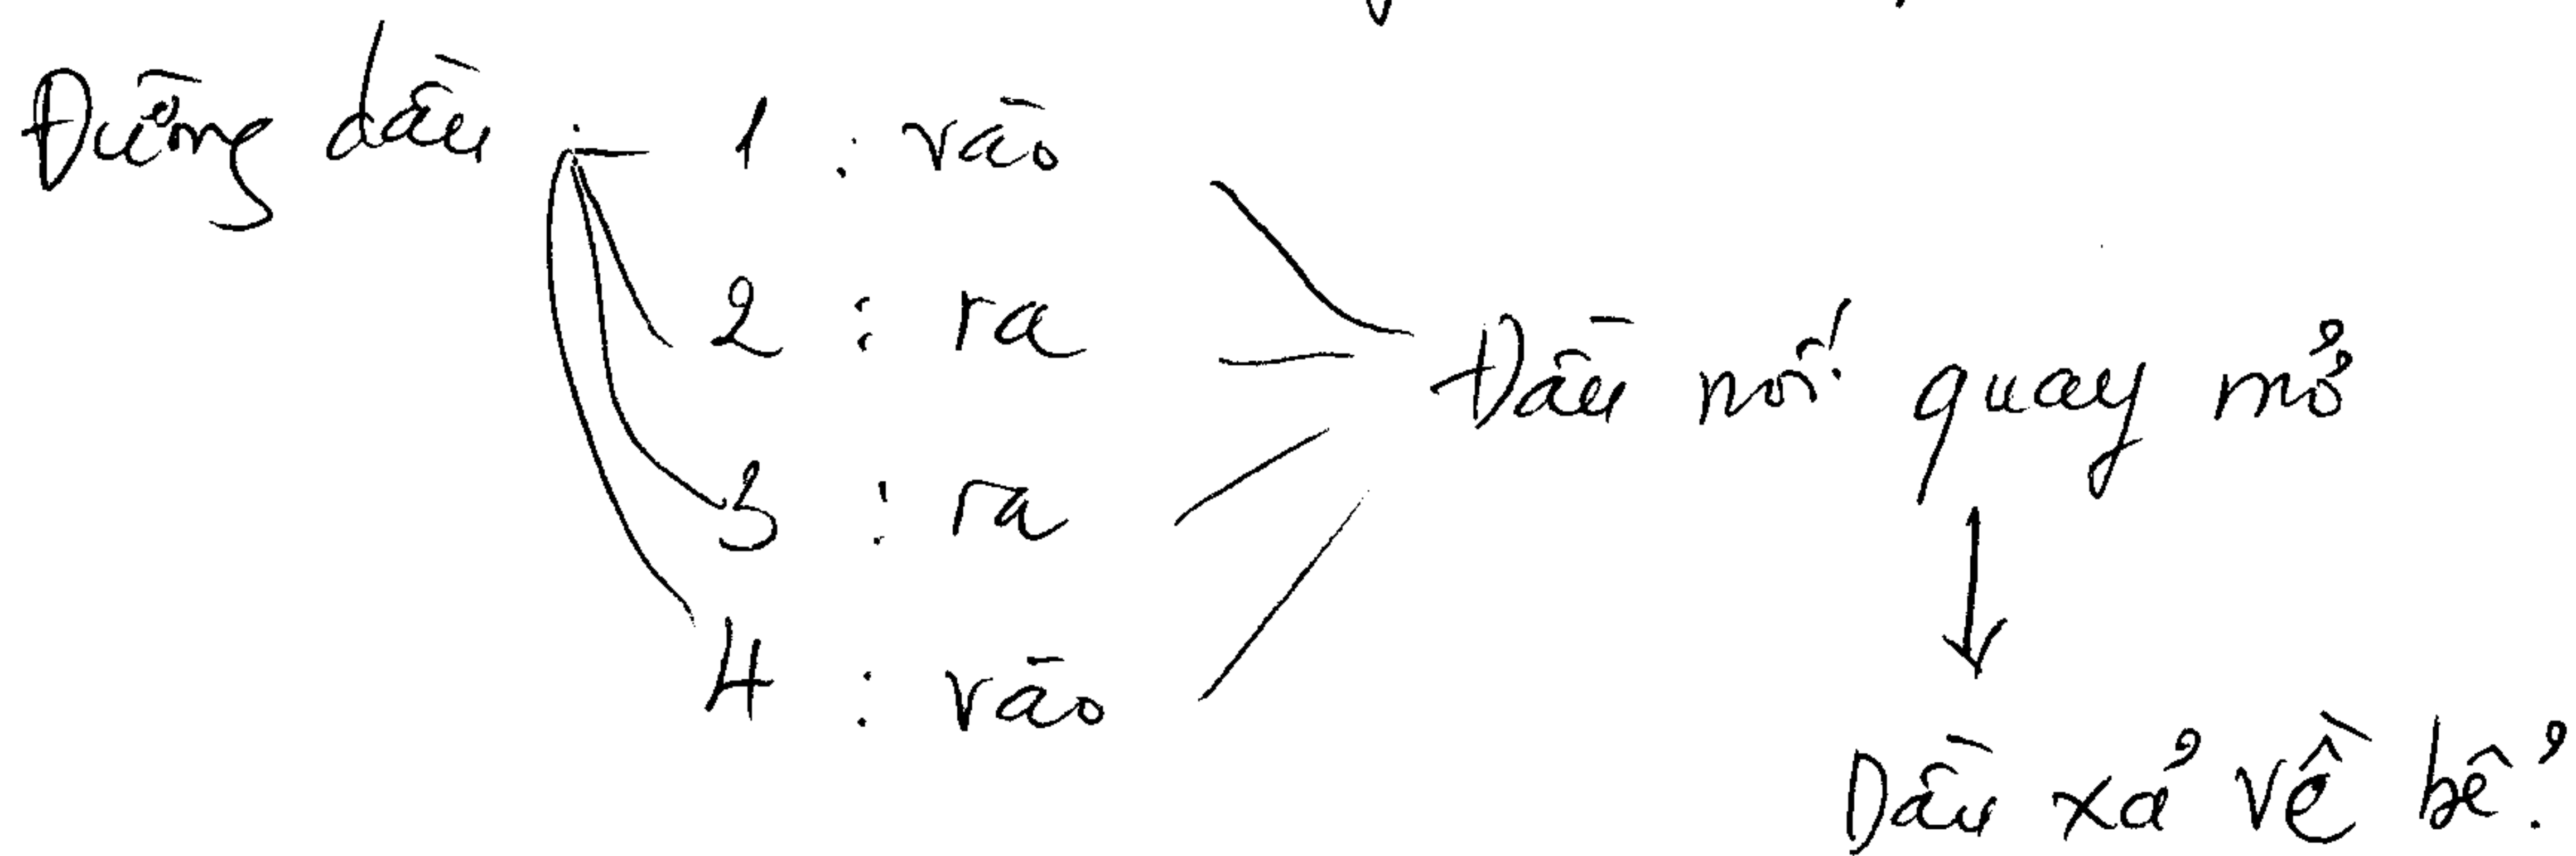 Đường dầu : 1 : vào
2 : ra
3 : ra
4 : vào
Đầu nối quay mở
Dầu xả về bể.